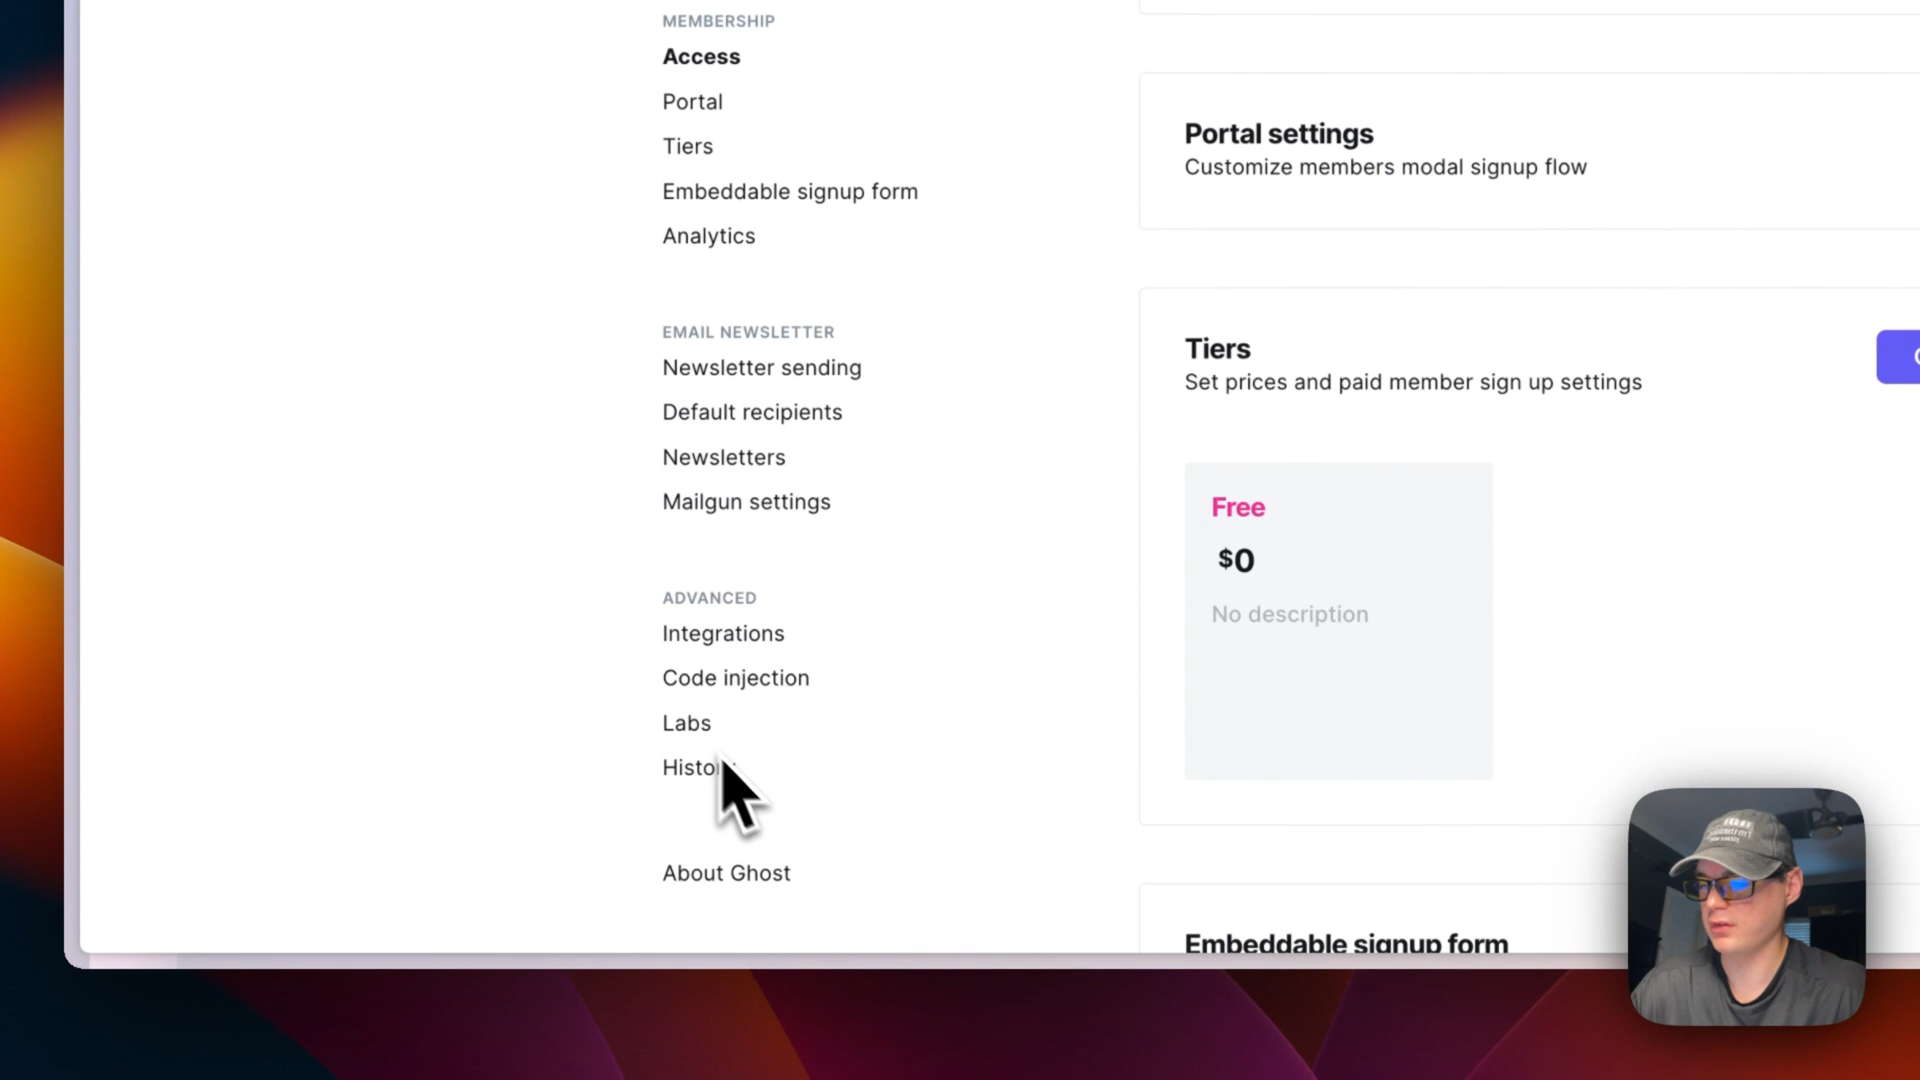 MEMBERSHIP
Access
Portal
Tiers
Embeddable signup form
Analytics
EMAIL NEWSLETTER
Newsletter sending
Default recipients
Newsletters
Mailgun settings
ADVANCED
Integrations
Code injection
Labs
About Ghost
Portal settings
Customize members modal signup flow
Tiers
Set prices and paid member sign up settings
Free
$0
No description
Embeddable signup form